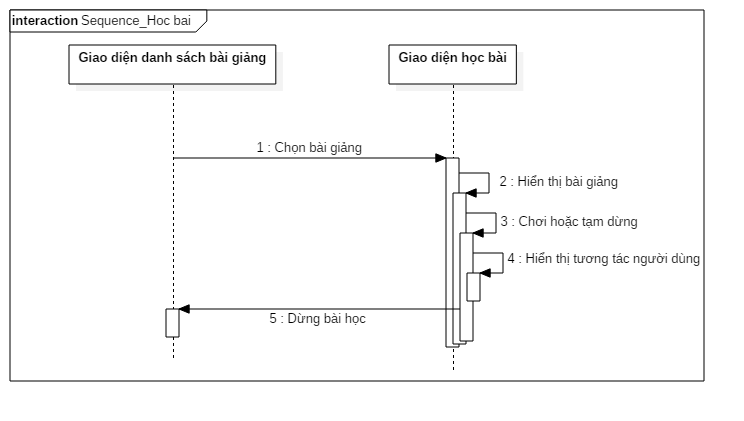 interaction Sequence_Hoc bai
Giao diện danh sách bài giảng
Giao diện học bài
1 : Chọn bài giảng
2 : Hiển thị bài giảng
3 : Chơi hoặc tạm dừng
4 : Hiển thị tương tác người dùng
5 : Dừng bài học